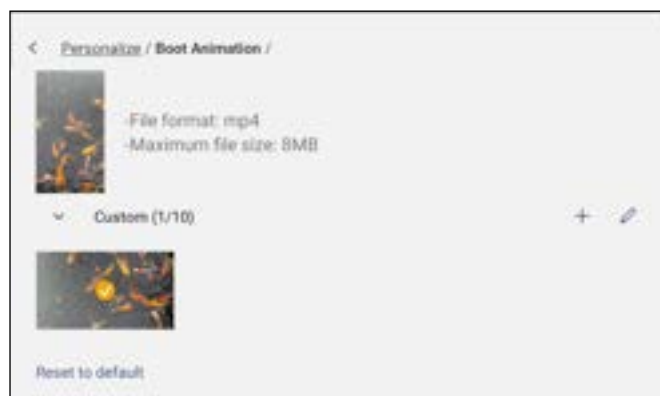 Personalize / Boot Animation /
-File format: mp4
-Maximum file size: 8MB
Custom (1/10)
Reset to default